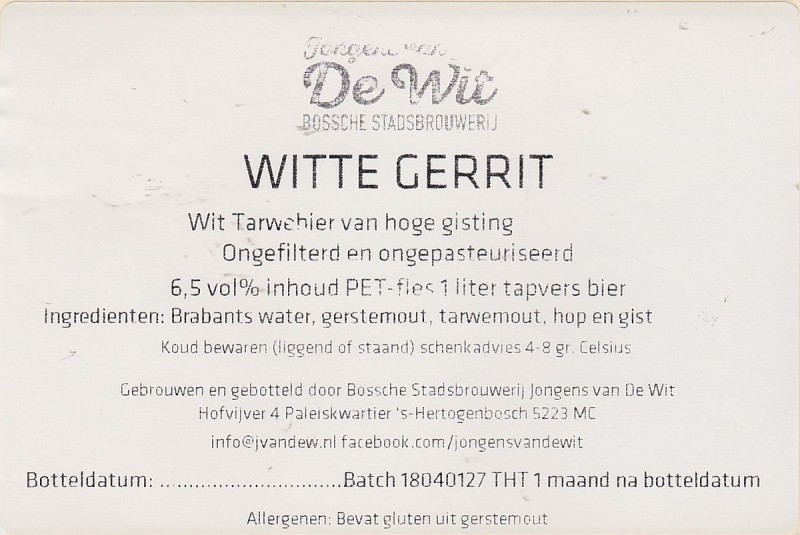 Jongens van
De Wit
BOSSCHE STADSBROUWERIJ
WITTE GERRIT
Wit Tarwebier van hoge gisting
Ongefilterd en ongepasteuriseerd
6,5 vol% inhoud PET-fles 1 liter tapvers bier
Ingredienten: Brabants water, gerstemout, tarwemout, hop en gist
Koud bewaren (liggend of staand) schenkadvies 4-8 gr. Celsius
Gebrouwen en gebotteld door Bossche Stadsbrouwerij Jongens van De Wit
Hofvijver 4 Paleiskwartier 's-Hertogenbosch 5223 MC
info@jvandew.nl facebook.com/jongensvandewit
Botteldatum: ............................Batch 18040127 THT 1 maand na botteldatum
Allergenen: Bevat gluten uit gerstemout